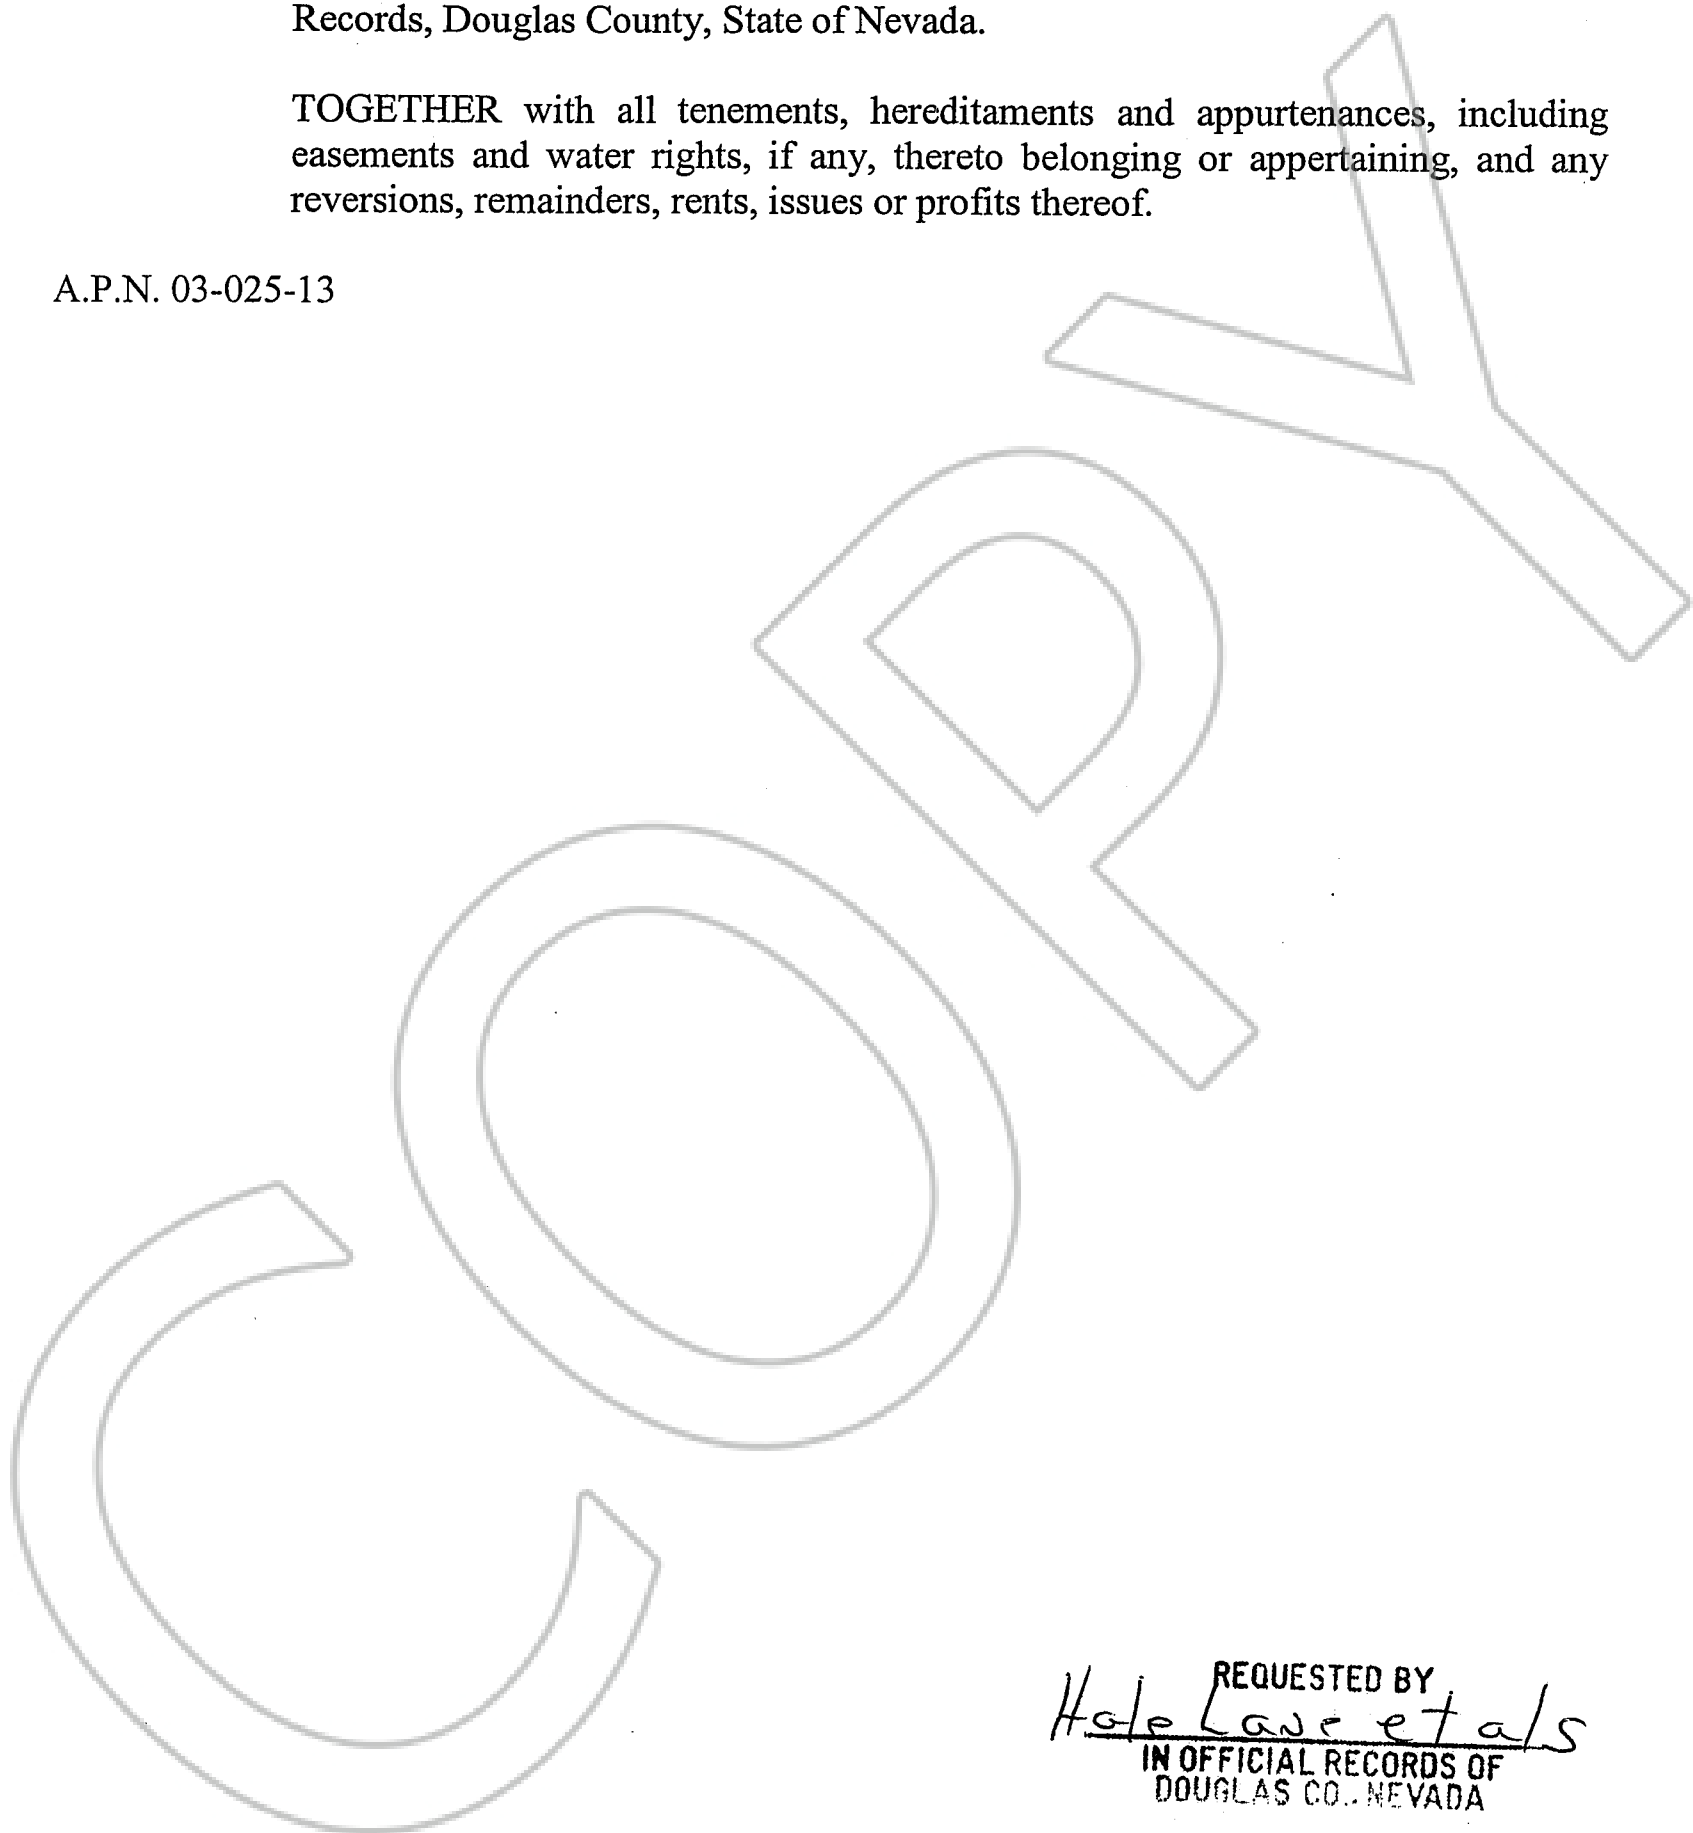 Records, Douglas County, State of Nevada.
TOGETHER with all tenements, hereditaments and appurtenances, including
easements and water rights, if any, thereto belonging or appertaining, and any
reversions, remainders, rents, issues or profits thereof.
A.P.N. 03-025-13
COPY
REQUESTED BY
Hale Lane et als
IN OFFICIAL RECORDS OF
DOUGLAS CO., NEVADA